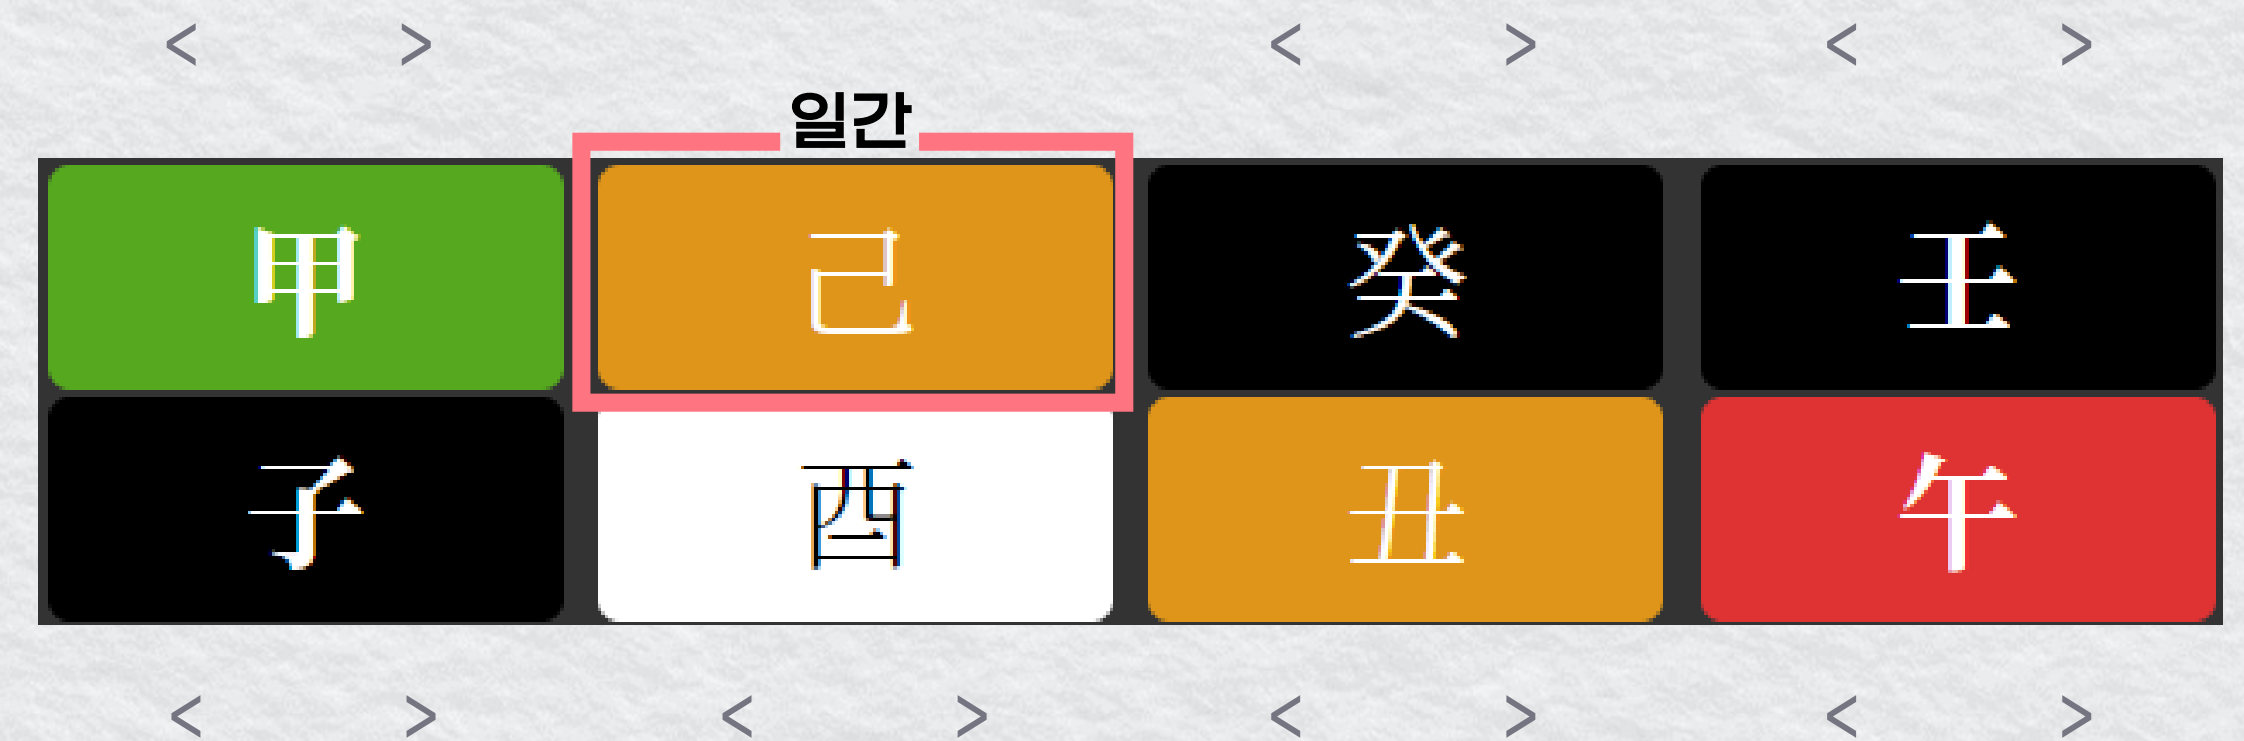 < > < > < >
일간
甲 己 癸 壬
子 酉 丑 午
< > < > < > < >